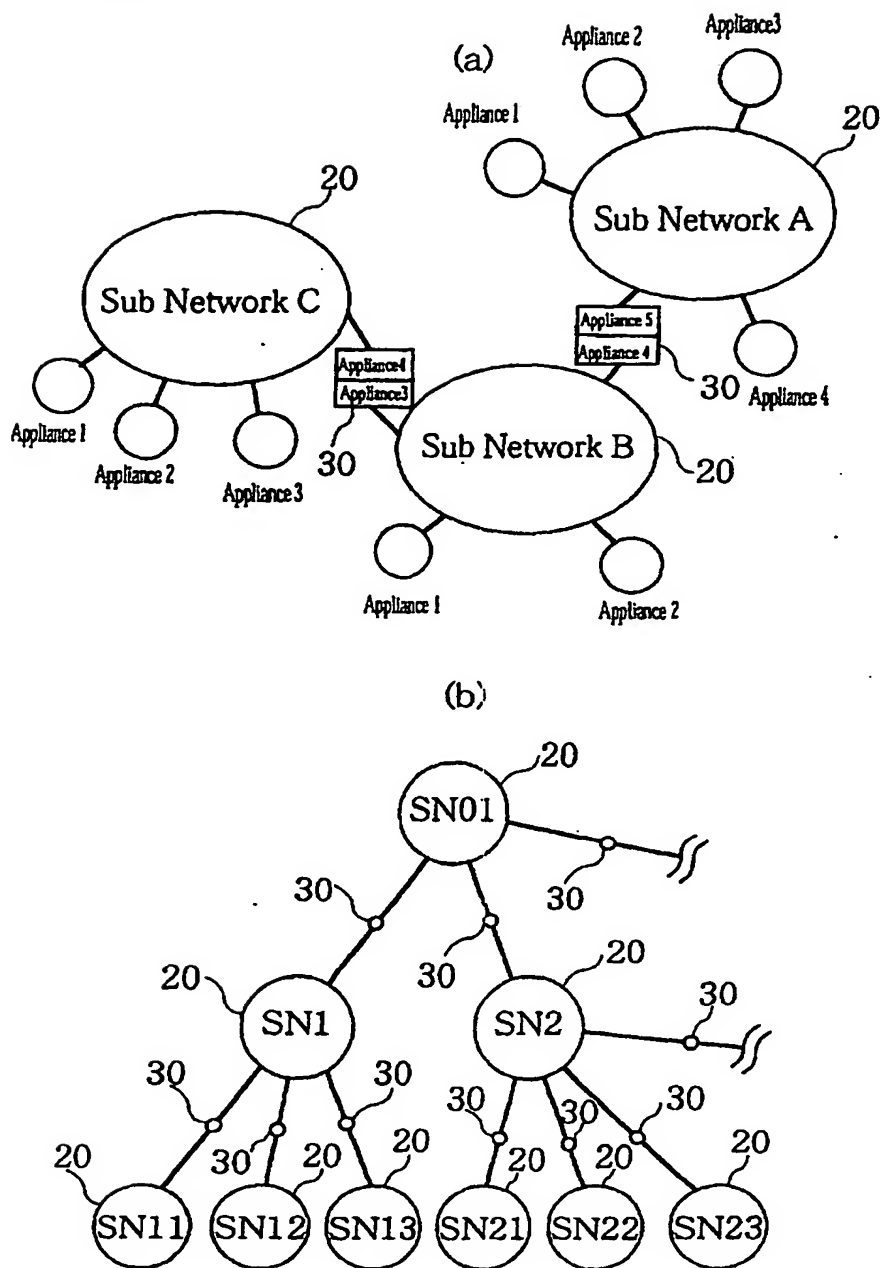 (a)
Appliance 2
Appliance3
Appliance 1
20
20
Sub Network A
Sub Network C
Appliance 5
Appliance 4
Appliance4
Appliance3
30
Appliance 4
Appliance 1
30
Sub Network B
20
Appliance 2
Appliance 3
Appliance 1
Appliance 2
(b)
20
SN01
30
30
30
20
20
30
SN1
SN2
30
30
30
30
30
30
20
20
20
20
20
20
SN11
SN12
SN13
SN21
SN22
SN23